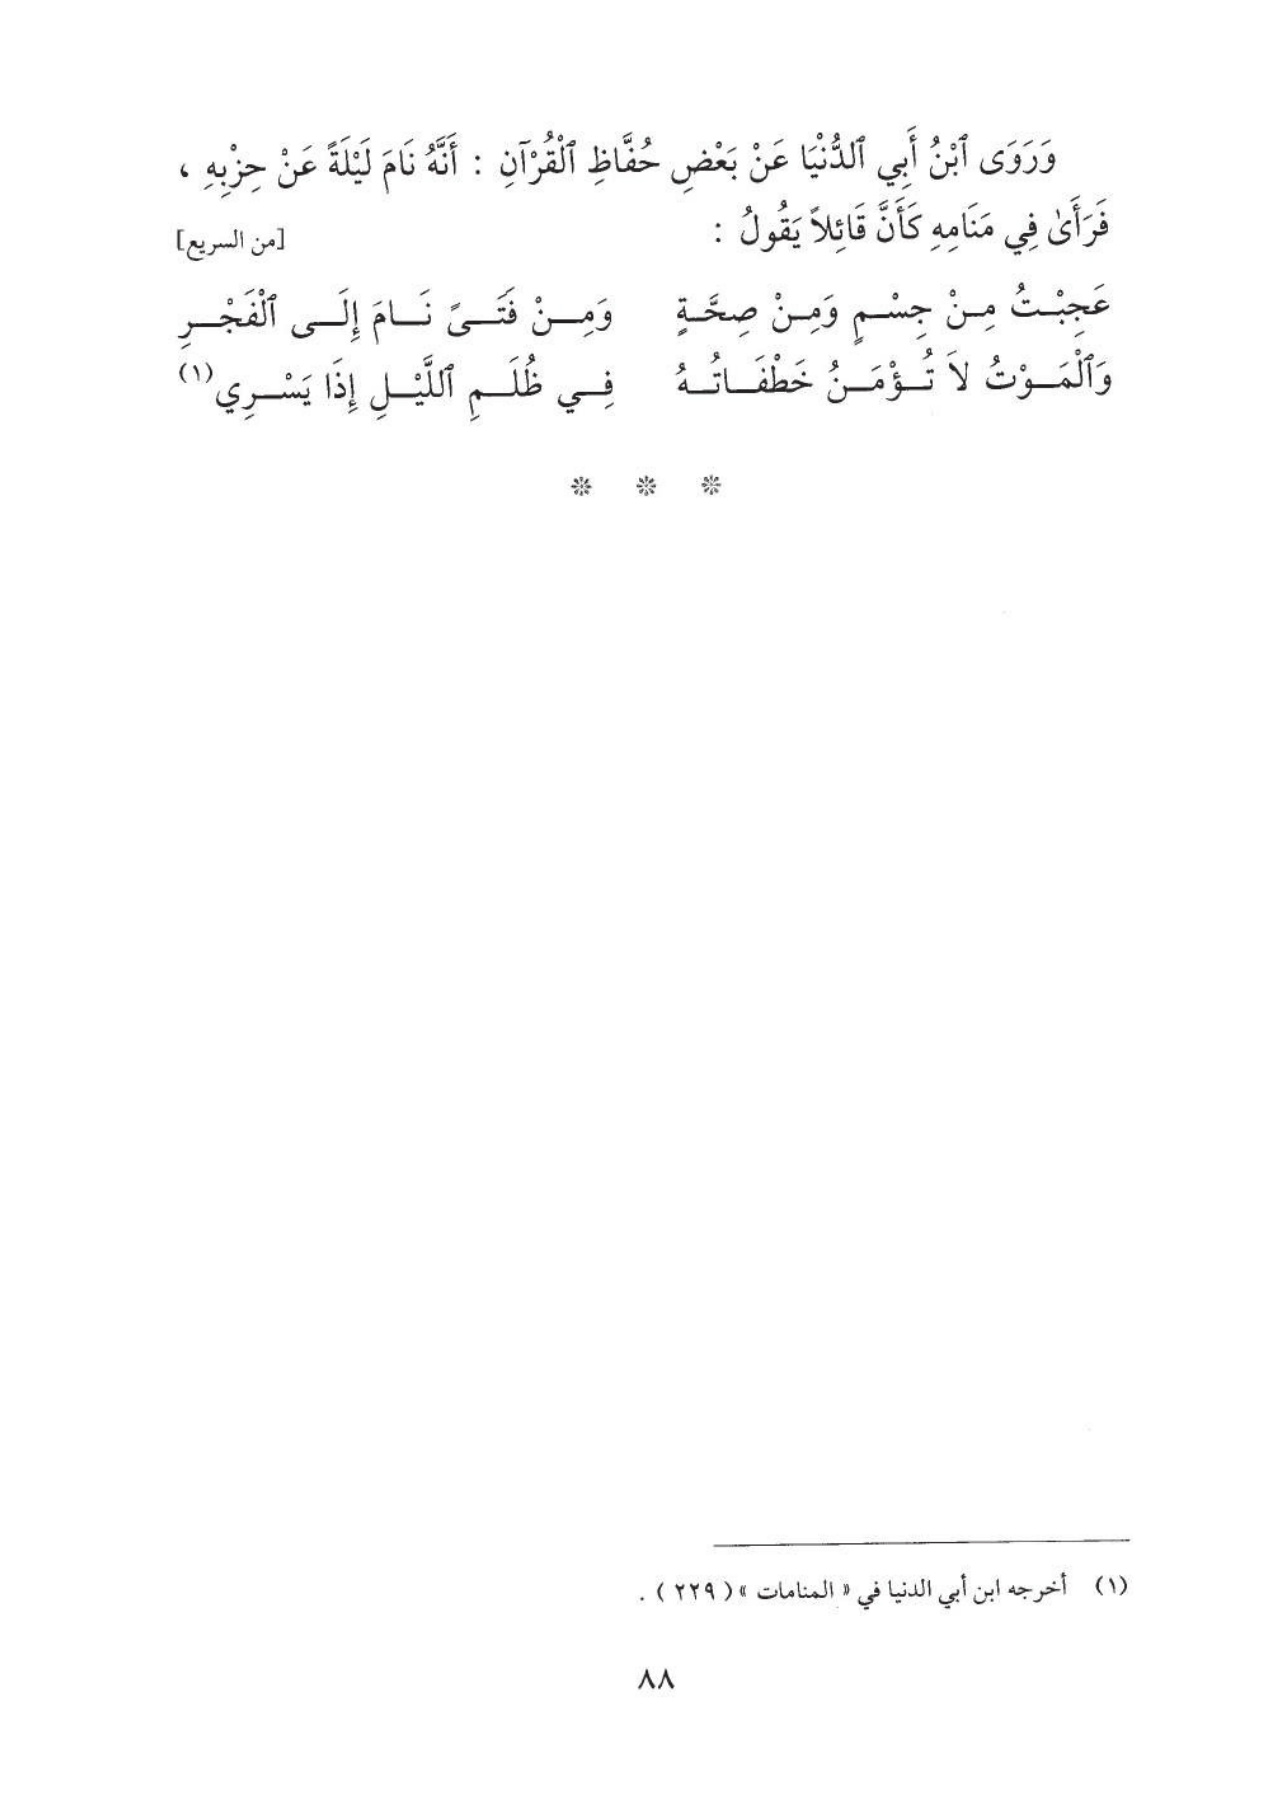 وَرَوَى ٱبْنُ أَبِي ٱلدُّنْيَا عَنْ بَعْضِ حُفَّاظِ ٱلْقُرْآنِ : أَنَّهُ نَامَ لَيْلَةً عَنْ حِزْبِهِ ،
فَرَأَىٰ فِي مَنَامِهِ كَأَنَّ قَائِلاً يَقُولُ : [من السريع]
عَجِبْتُ مِنْ جِسْمٍ وَمِنْ صِحَّةٍ وَمِنْ فَتَىً نَامَ إِلَى ٱلْفَجْرِ
وَٱلْمَوْتُ لاَ تُؤْمَنُ خَطْفَاتُهُ فِي ظُلَمِ ٱللَّيْلِ إِذَا يَسْرِي(١)
(١) أخرجه ابن أبي الدنيا في « المنامات » ( ٢٢٩ ) .
٨٨